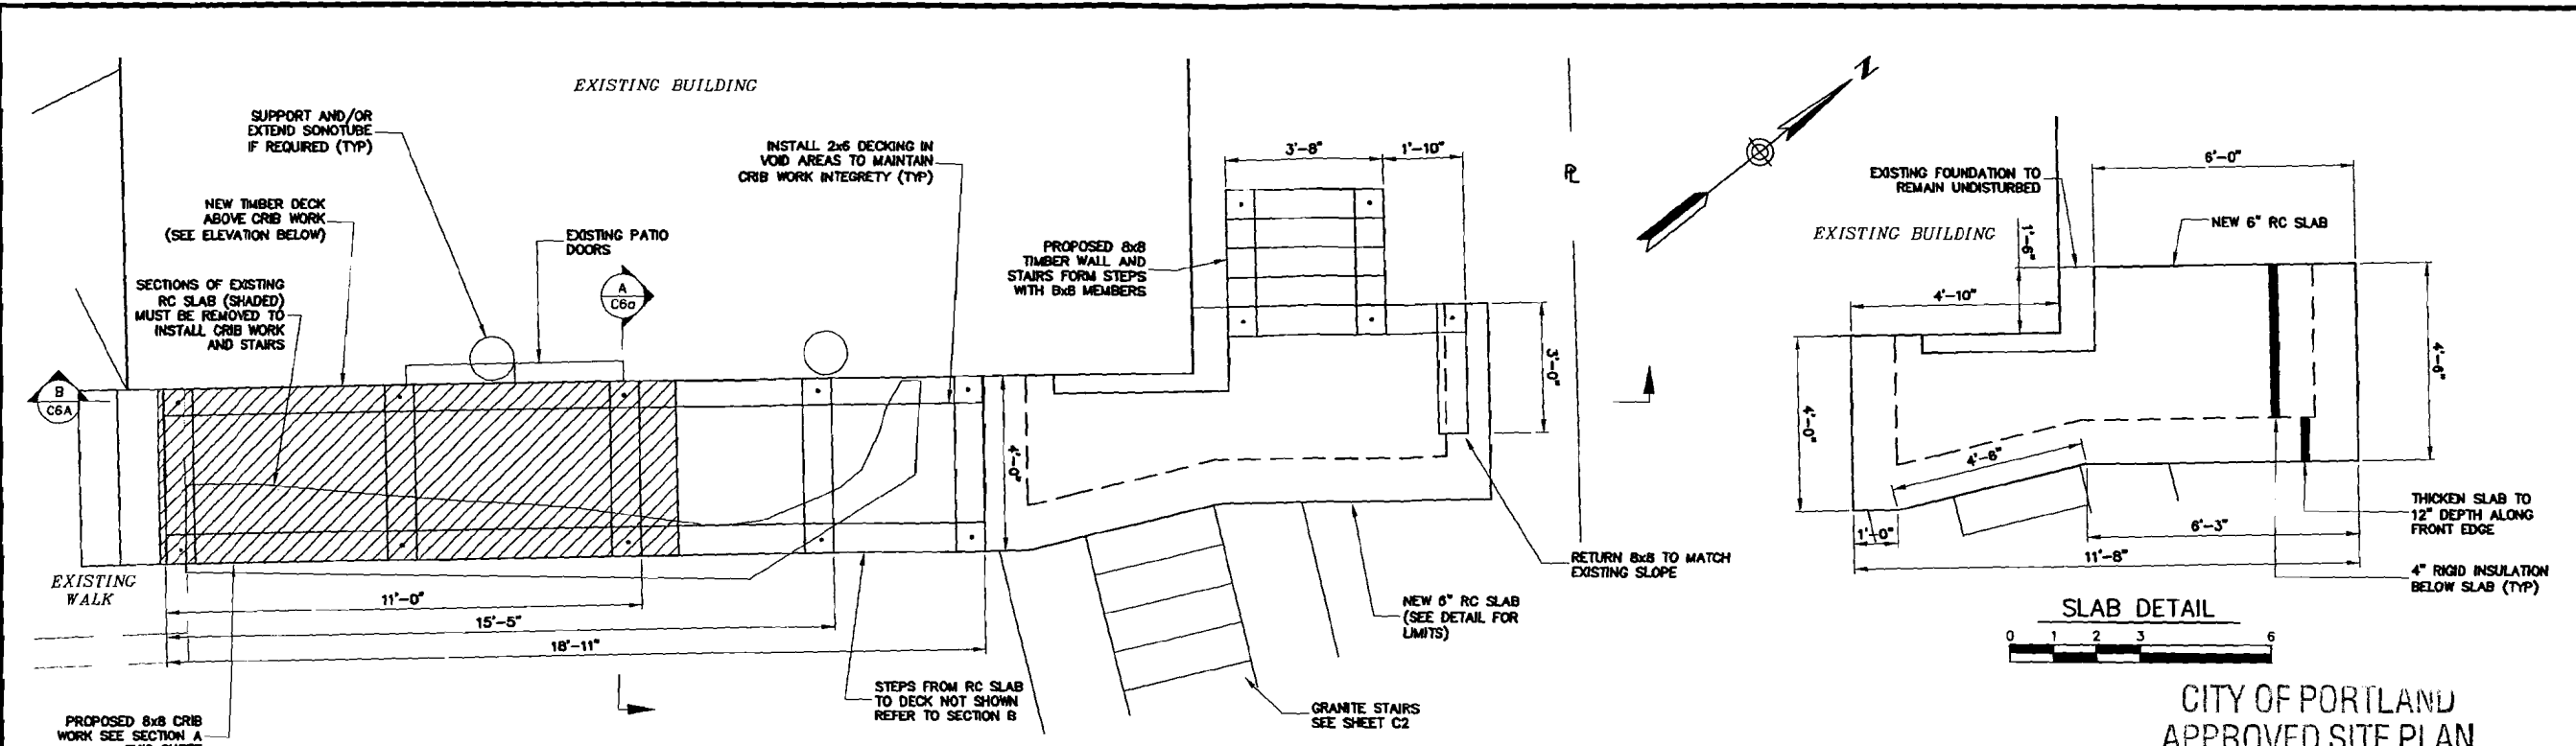 EXISTING BUILDING
SUPPORT AND/OR
EXTEND SONOTUBE
IF REQUIRED (TYP)
INSTALL 2x6 DECKING IN
VOID AREAS TO MAINTAIN
CRIB WORK INTEGRETY (TYP)
NEW TIMBER DECK
ABOVE CRIB WORK
(SEE ELEVATION BELOW)
EXISTING PATIO
DOORS
SECTIONS OF EXISTING
RC SLAB (SHADED)
MUST BE REMOVED TO
INSTALL CRIB WORK
AND STAIRS
A
C6a
B
C6A
PROPOSED 8x8
TIMBER WALL AND
STAIRS FORM STEPS
WITH 8x8 MEMBERS
3'-8"
1'-10"
PL
3'-0"
4'-0"
EXISTING
WALK
11'-0"
15'-5"
18'-11"
PROPOSED 8x8 CRIB
WORK SEE SECTION A
STEPS FROM RC SLAB
TO DECK NOT SHOWN
REFER TO SECTION B
GRANITE STAIRS
SEE SHEET C2
NEW 6" RC SLAB
(SEE DETAIL FOR
LIMITS)
RETURN 8x8 TO MATCH
EXISTING SLOPE
N
EXISTING FOUNDATION TO
REMAIN UNDISTURBED
6'-0"
NEW 6" RC SLAB
EXISTING BUILDING
1'-6"
4'-10"
4'-0"
4'-6"
4'-8"
1'-0"
6'-3"
11'-8"
THICKEN SLAB TO
12" DEPTH ALONG
FRONT EDGE
4" RIGID INSULATION
BELOW SLAB (TYP)
SLAB DETAIL
0 1 2 3 6
CITY OF PORTLAND
APPROVED SITE PLAN